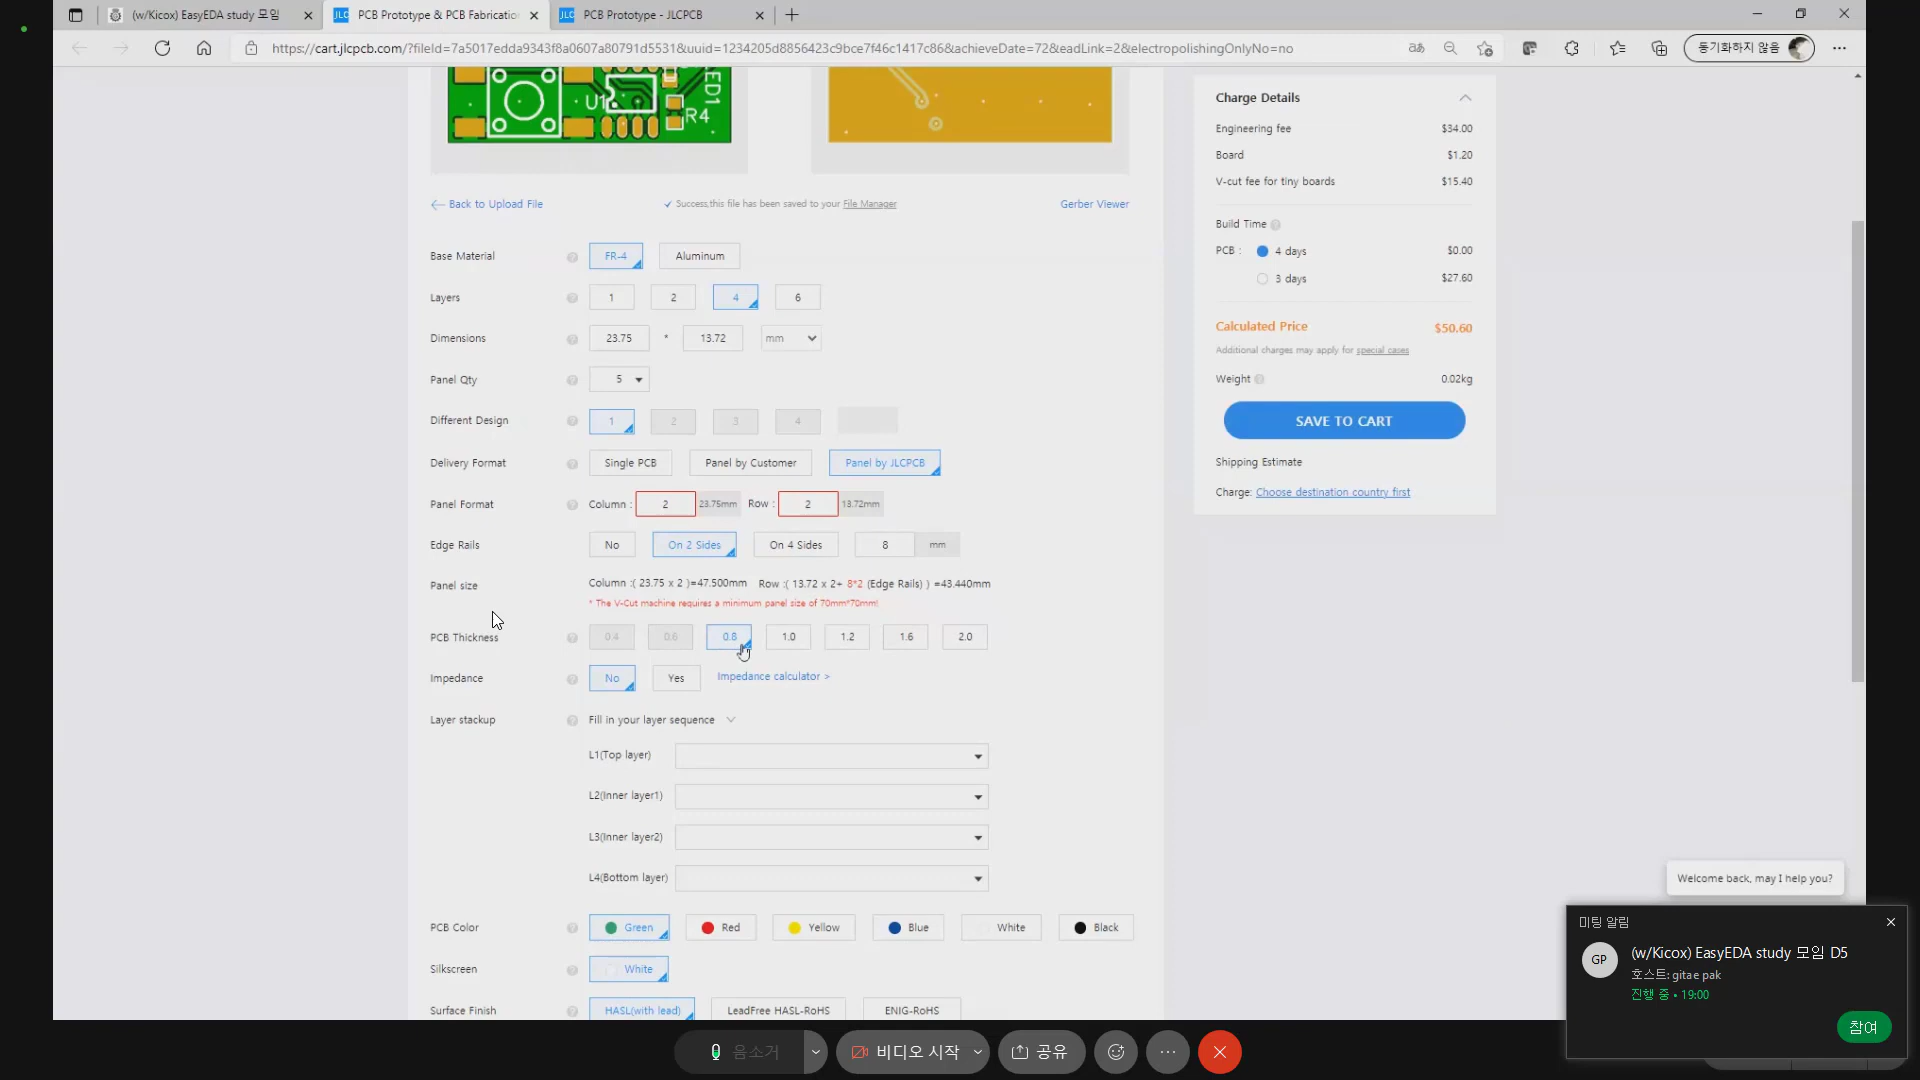 (w/Kicox) EasyEDA study 모임
PCB Prototype & PCB Fabrication
JLC PCB Prototype - JLCPCB
https://cart.jlcpcb.com/?fileId=7a5017edda9343f8a0607a80791d5531&uuid=1234205d8856423c9bce7f46c1417c86&achieveDate=72&eadLink=2&electropolishingOnlyNo=no
동기화하지 않음
U1
ED1
R4
Back to Upload File
Success,this file has been saved to your File Manager
Gerber Viewer
Base Material FR-4 Aluminum
Layers 1 2 4 6
Dimensions 23.75 * 13.72 mm
Panel Qty 5
Different Design 1 2 3 4
Delivery Format Single PCB Panel by Customer Panel by JLCPCB
Panel Format Column : 2 23.75mm Row : 2 13.72mm
Edge Rails No On 2 Sides On 4 Sides 8 mm
Panel size Column :( 23.75 x 2 )=47.500mm Row :( 13.72 x 2+ 8*2 (Edge Rails) ) =43.440mm
* The V-Cut machine requires a minimum panel size of 70mm*70mm!
PCB Thickness 0.4 0.6 0.8 1.0 1.2 1.6 2.0
Impedance No Yes Impedance calculator >
Layer stackup Fill in your layer sequence
L1(Top layer)
L2(Inner layer1)
L3(Inner layer2)
L4(Bottom layer)
PCB Color Green Red Yellow Blue White Black
Silkscreen White
Surface Finish HASL(with lead) LeadFree HASL-RoHS ENIG-RoHS
Charge Details
Engineering fee $34.00
Board $1.20
V-cut fee for tiny boards $15.40
Build Time
PCB : 4 days $0.00
3 days $27.60
Calculated Price $50.60
Additional charges may apply for special cases
Weight 0.02kg
SAVE TO CART
Shipping Estimate
Charge: Choose destination country first
Welcome back, may I help you?
미팅 알림
GP
(w/Kicox) EasyEDA study 모임 D5
호스트: gitae pak
진행 중 • 19:00
참여
음소거
비디오 시작
공유